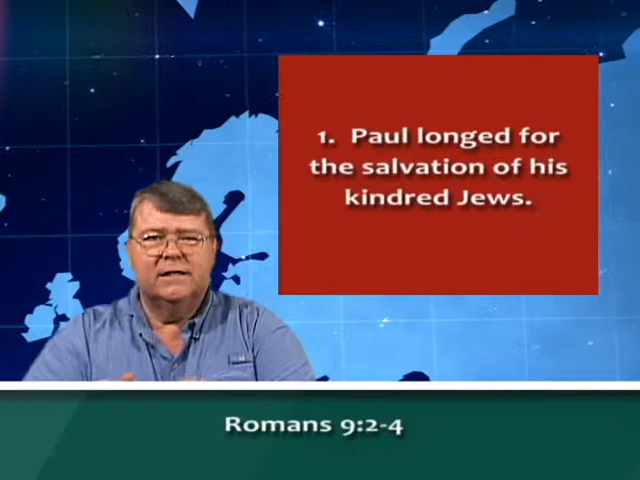 1. Paul longed for
the salvation of his
kindred Jews.
Romans 9:2-4